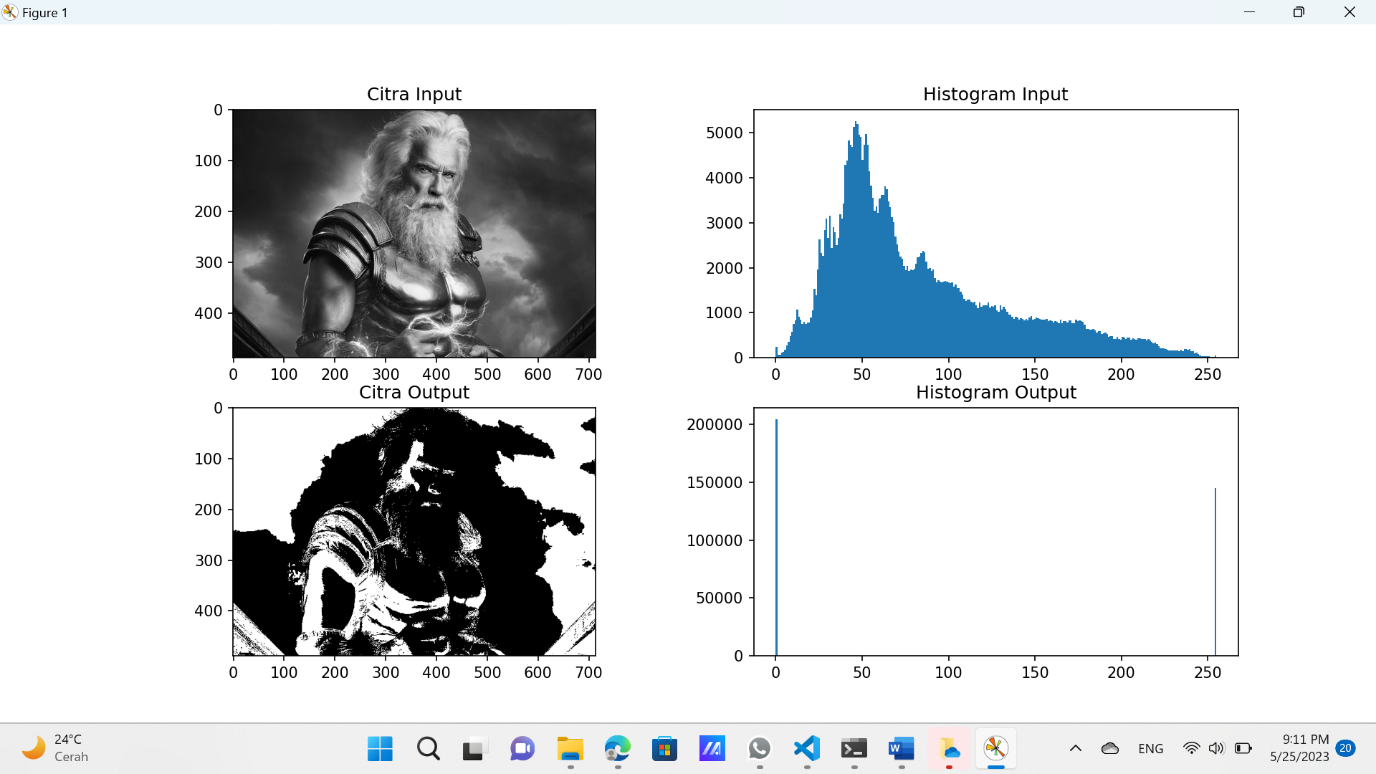 Figure 1
Citra Input
0
100
200
300
400
0 100 200 300 400 500 600 700
Histogram Input
5000
4000
3000
2000
1000
0
0 50 100 150 200 250
Citra Output
0
100
200
300
400
0 100 200 300 400 500 600 700
Histogram Output
200000
150000
100000
50000
0
0 50 100 150 200 250
24°C
Cerah
ENG
9:11 PM
5/25/2023
20